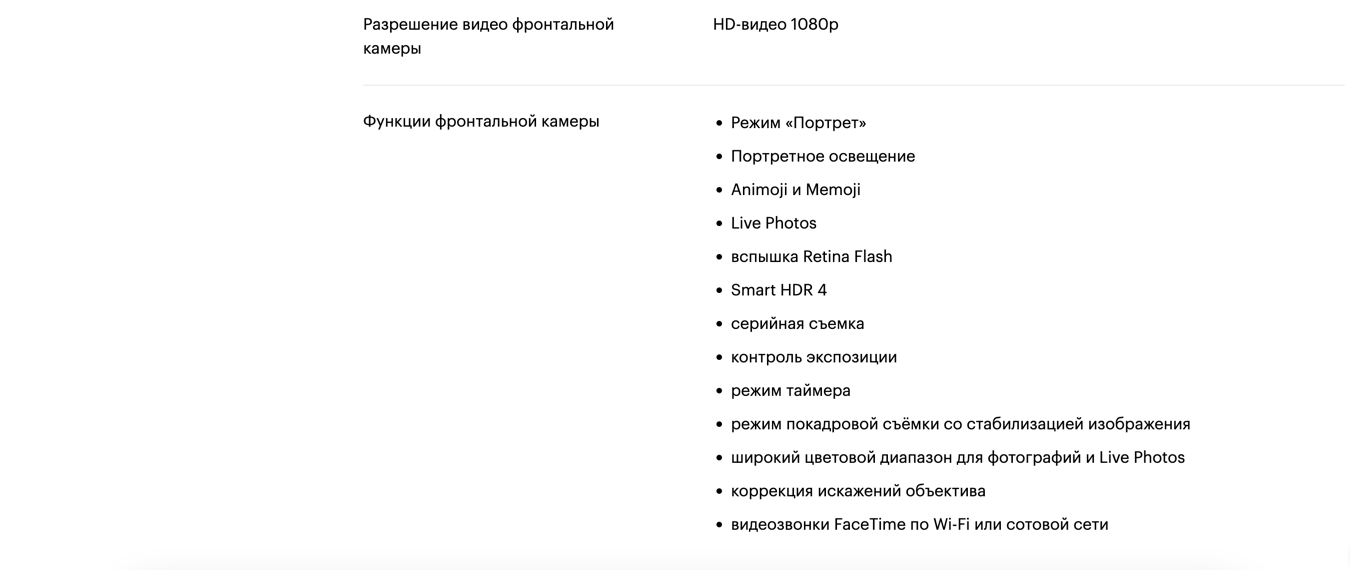 Разрешение видео фронтальной
камеры
HD-видео 1080p
Функции фронтальной камеры
• Режим «Портрет»
• Портретное освещение
• Animoji и Memoji
• Live Photos
• вспышка Retina Flash
• Smart HDR 4
• серийная съемка
• контроль экспозиции
• режим таймера
• режим покадровой съёмки со стабилизацией изображения
• широкий цветовой диапазон для фотографий и Live Photos
• коррекция искажений объектива
• видеозвонки FaceTime по Wi-Fi или сотовой сети